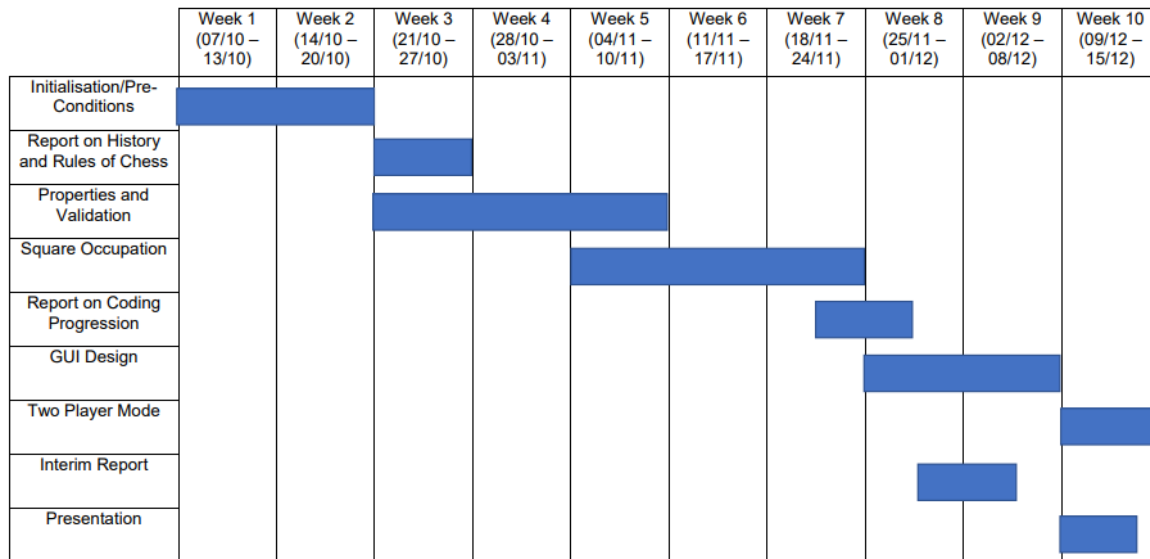 Week 1 Week 2 Week 3 Week 4 Week 5 Week 6 Week 7 Week 8 Week 9 Week 10
(07/10 – (14/10 – (21/10 – (28/10 – (04/11 – (11/11 – (18/11 – (25/11 – (02/12 – (09/12 –
13/10) 20/10) 27/10) 03/11) 10/11) 17/11) 24/11) 01/12) 08/12) 15/12)
Initialisation/Pre-
Conditions
Report on History
and Rules of Chess
Properties and
Validation
Square Occupation
Report on Coding
Progression
GUI Design
Two Player Mode
Interim Report
Presentation